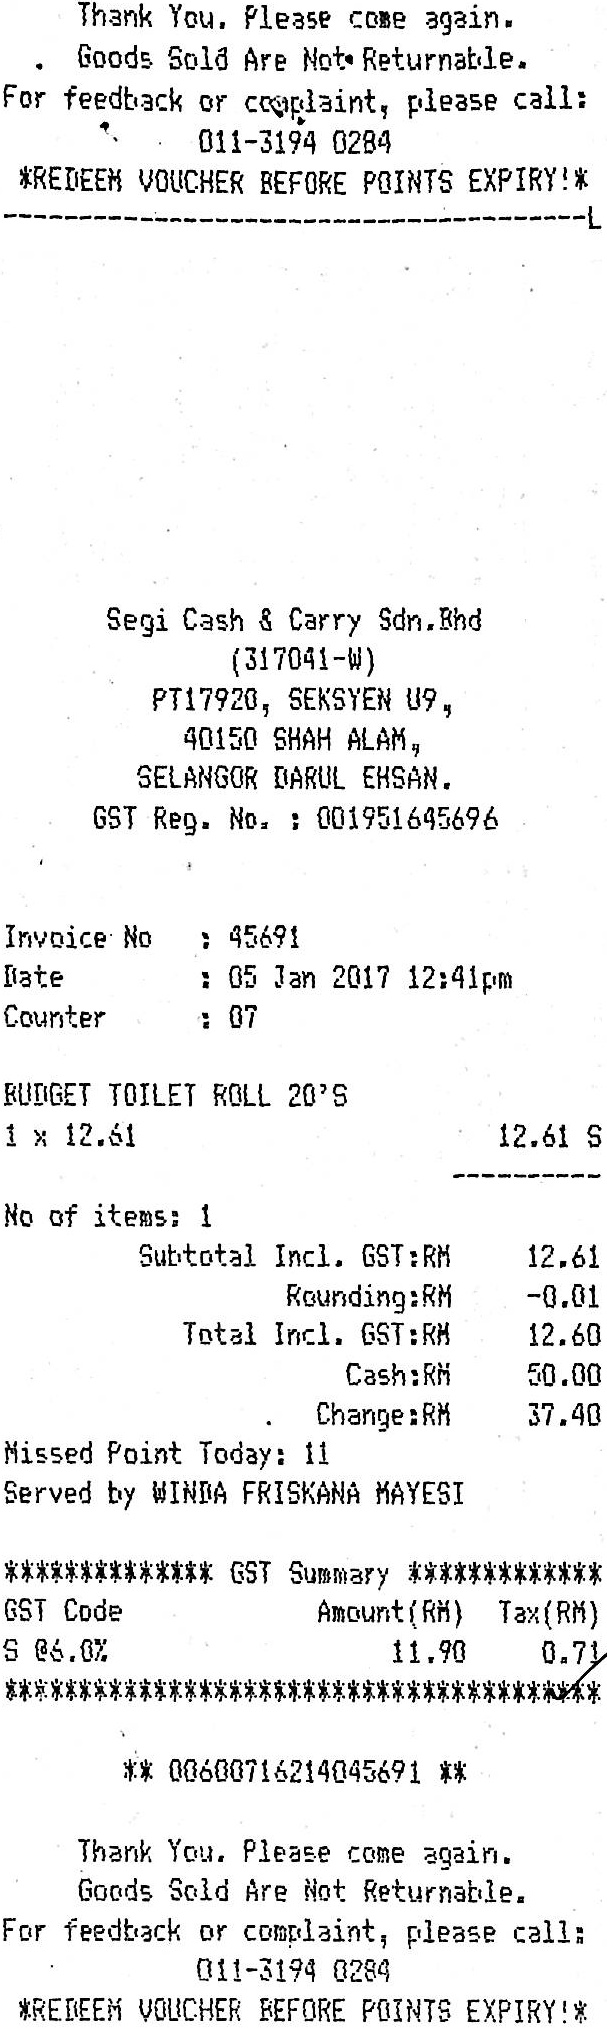 Thank You. Please come again.
Goods Sold Are Not Returnable.
For feedback or complaint, please call:
011-3194 0284
*REDEEM VOUCHER BEFORE POINTS EXPIRY!*
---------------------------------------L
Segi Cash & Carry Sdn.Bhd
(317041-W)
PT17920, SEKSYEN U9,
40150 SHAH ALAM,
SELANGOR DARUL EHSAN.
GST Reg. No. : 001951645696
Invoice No : 45691
Date : 05 Jan 2017 12:41pm
Counter : 07
BUDGET TOILET ROLL 20'S
1 x 12.61 12.61 S
----------
No of items: 1
Subtotal Incl. GST:RM 12.61
Rounding:RM -0.01
Total Incl. GST:RM 12.60
Cash:RM 50.00
Change:RM 37.40
Missed Point Today: 11
Served by WINDA FRISKANA MAYESI
************** GST Summary *************
GST Code Amount(RM) Tax(RM)
S @6.0% 11.90 0.71
****************************************
** 00600716214045691 **
Thank You. Please come again.
Goods Sold Are Not Returnable.
For feedback or complaint, please call:
011-3194 0284
*REDEEM VOUCHER BEFORE POINTS EXPIRY!*